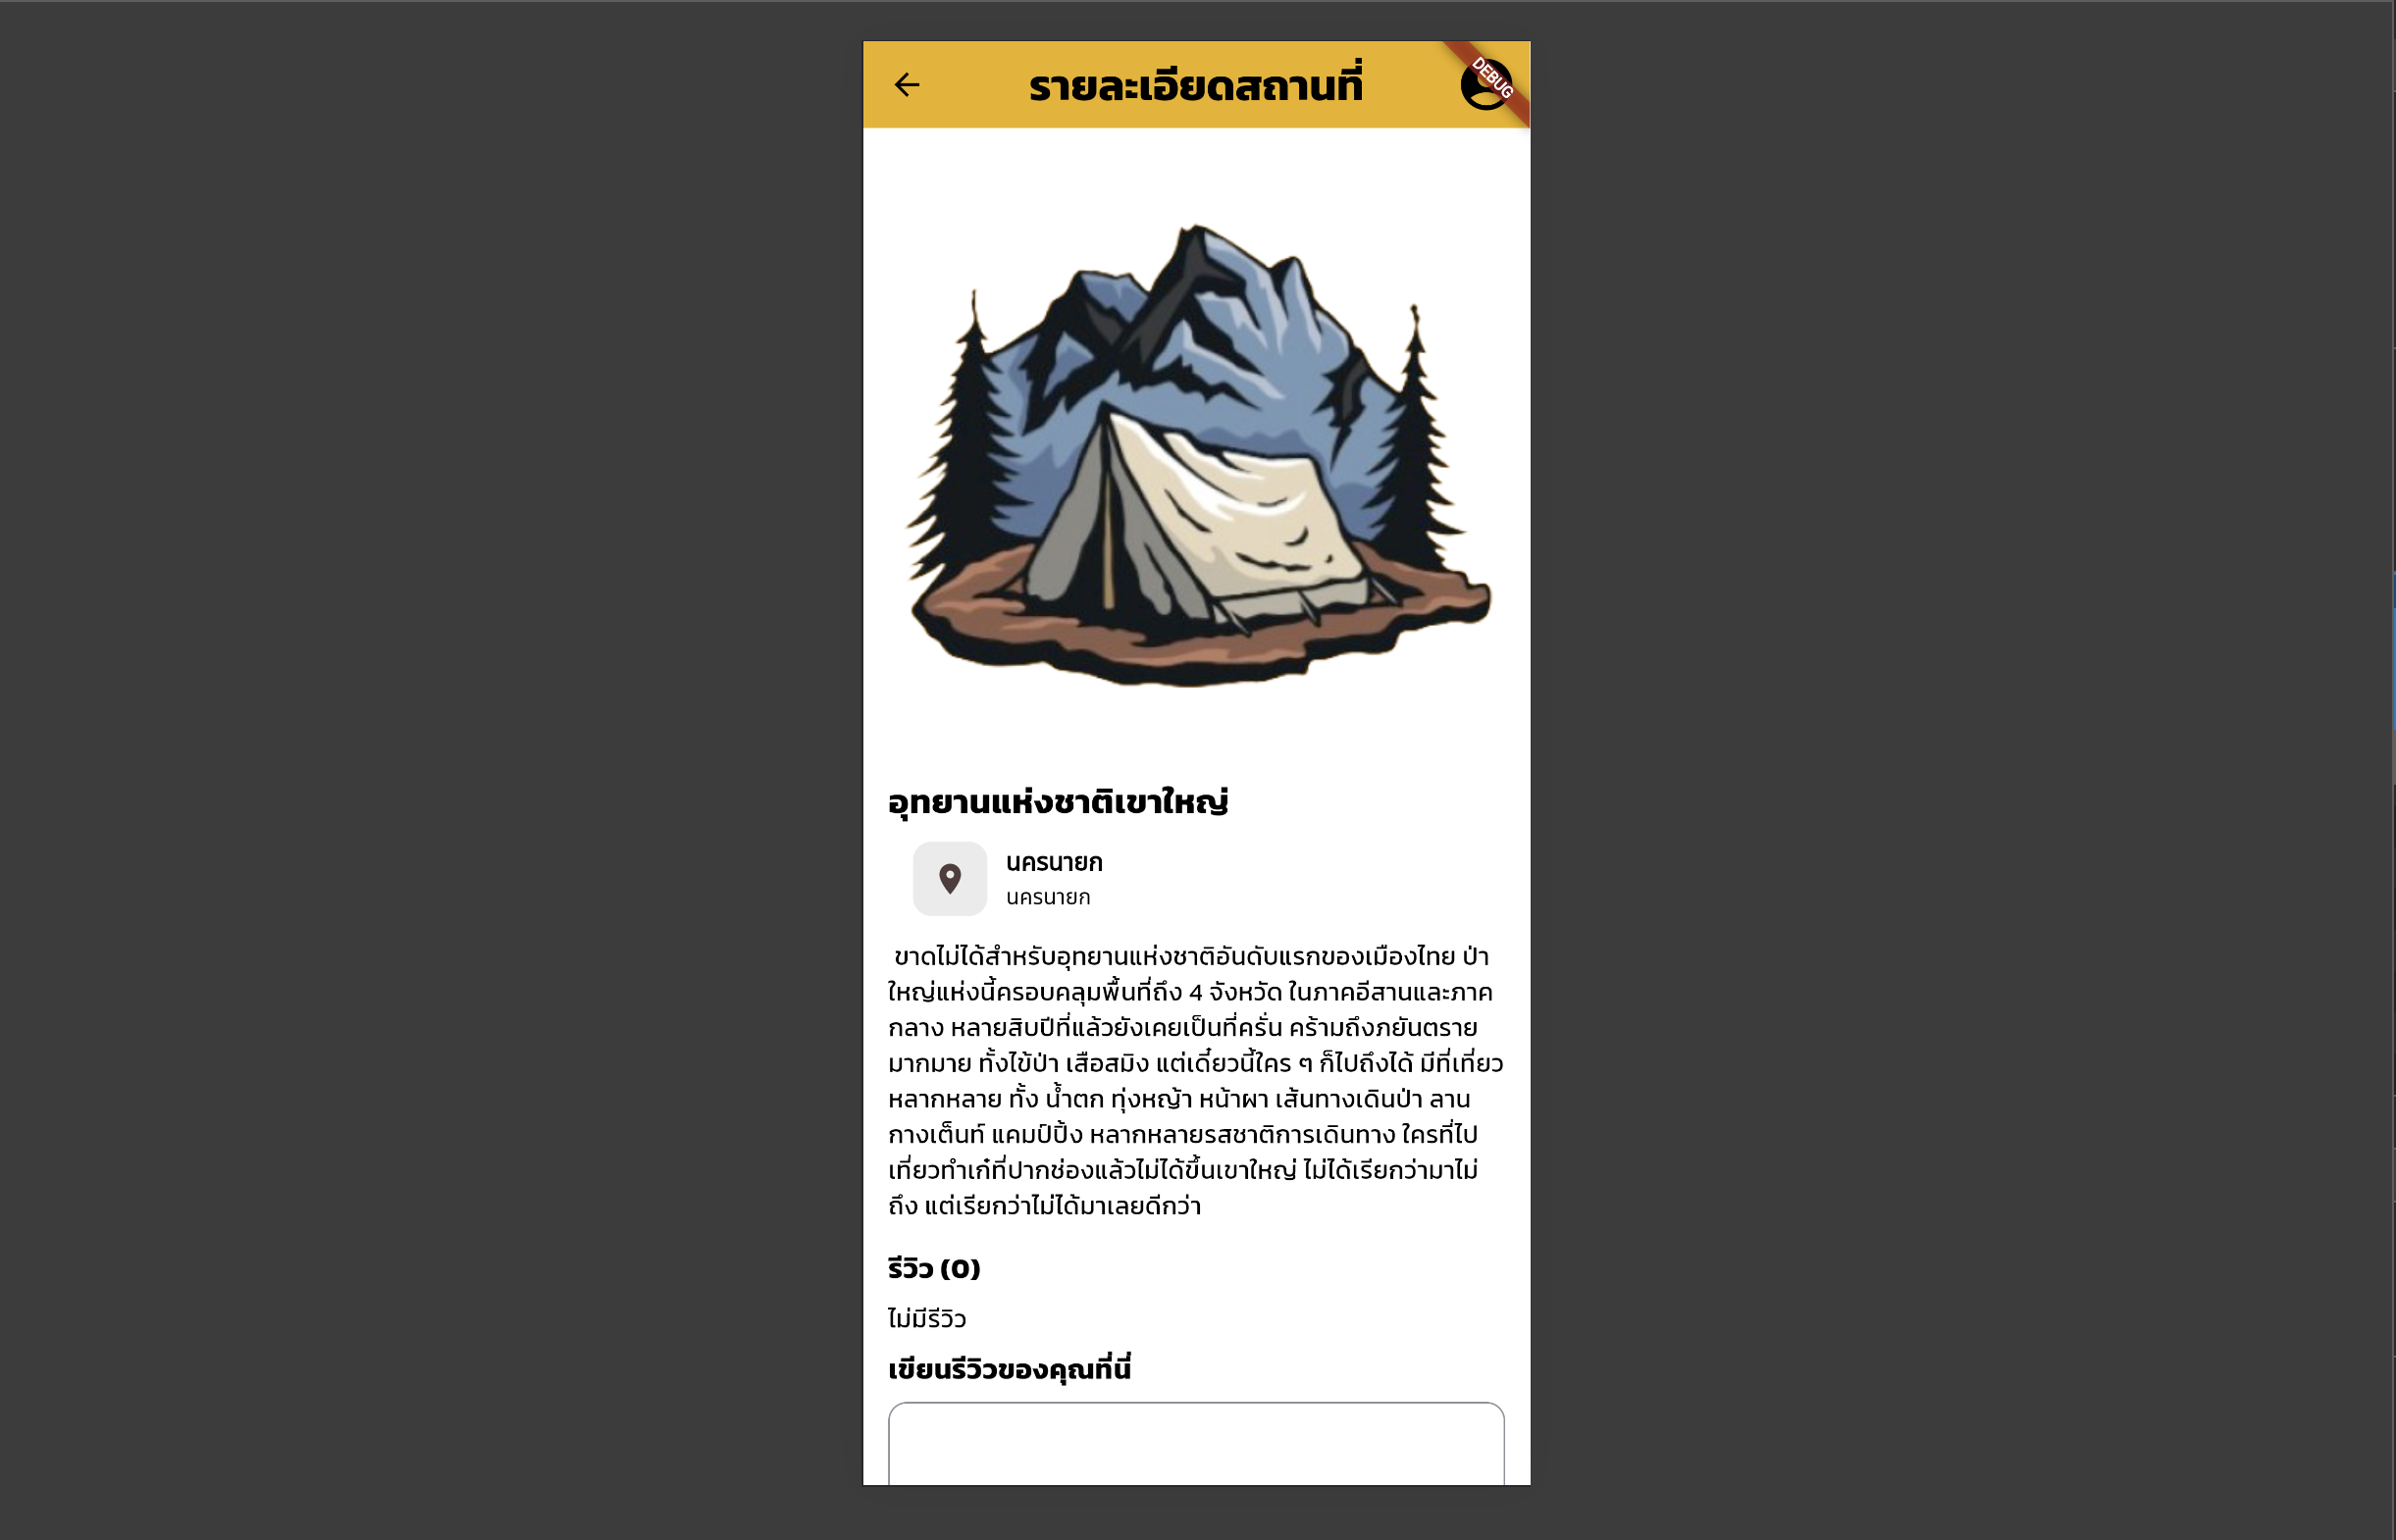 รายละเอียดสถานที่
DEBUG
อุทยานแห่งชาติเขาใหญ่
นครนายก
นครนายก
ขาดไม่ได้สำหรับอุทยานแห่งชาติอันดับแรกของเมืองไทย ป่า
ใหญ่แห่งนี้ครอบคลุมพื้นที่ถึง 4 จังหวัด ในภาคอีสานและภาค
กลาง หลายสิบปีที่แล้วยังเคยเป็นที่ครั่น คร้ามถึงภยันตราย
มากมาย ทั้งไข้ป่า เสือสมิง แต่เดี๋ยวนี้ใคร ๆ ก็ไปถึงได้ มีที่เที่ยว
หลากหลาย ทั้ง น้ำตก ทุ่งหญ้า หน้าผา เส้นทางเดินป่า ลาน
กางเต็นท์ แคมป์ปิ้ง หลากหลายรสชาติการเดินทาง ใครที่ไป
เที่ยวทำเก๋ที่ปากช่องแล้วไม่ได้ขึ้นเขาใหญ่ ไม่ได้เรียกว่ามาไม่
ถึง แต่เรียกว่าไม่ได้มาเลยดีกว่า
รีวิว (0)
ไม่มีรีวิว
เขียนรีวิวของคุณที่นี่